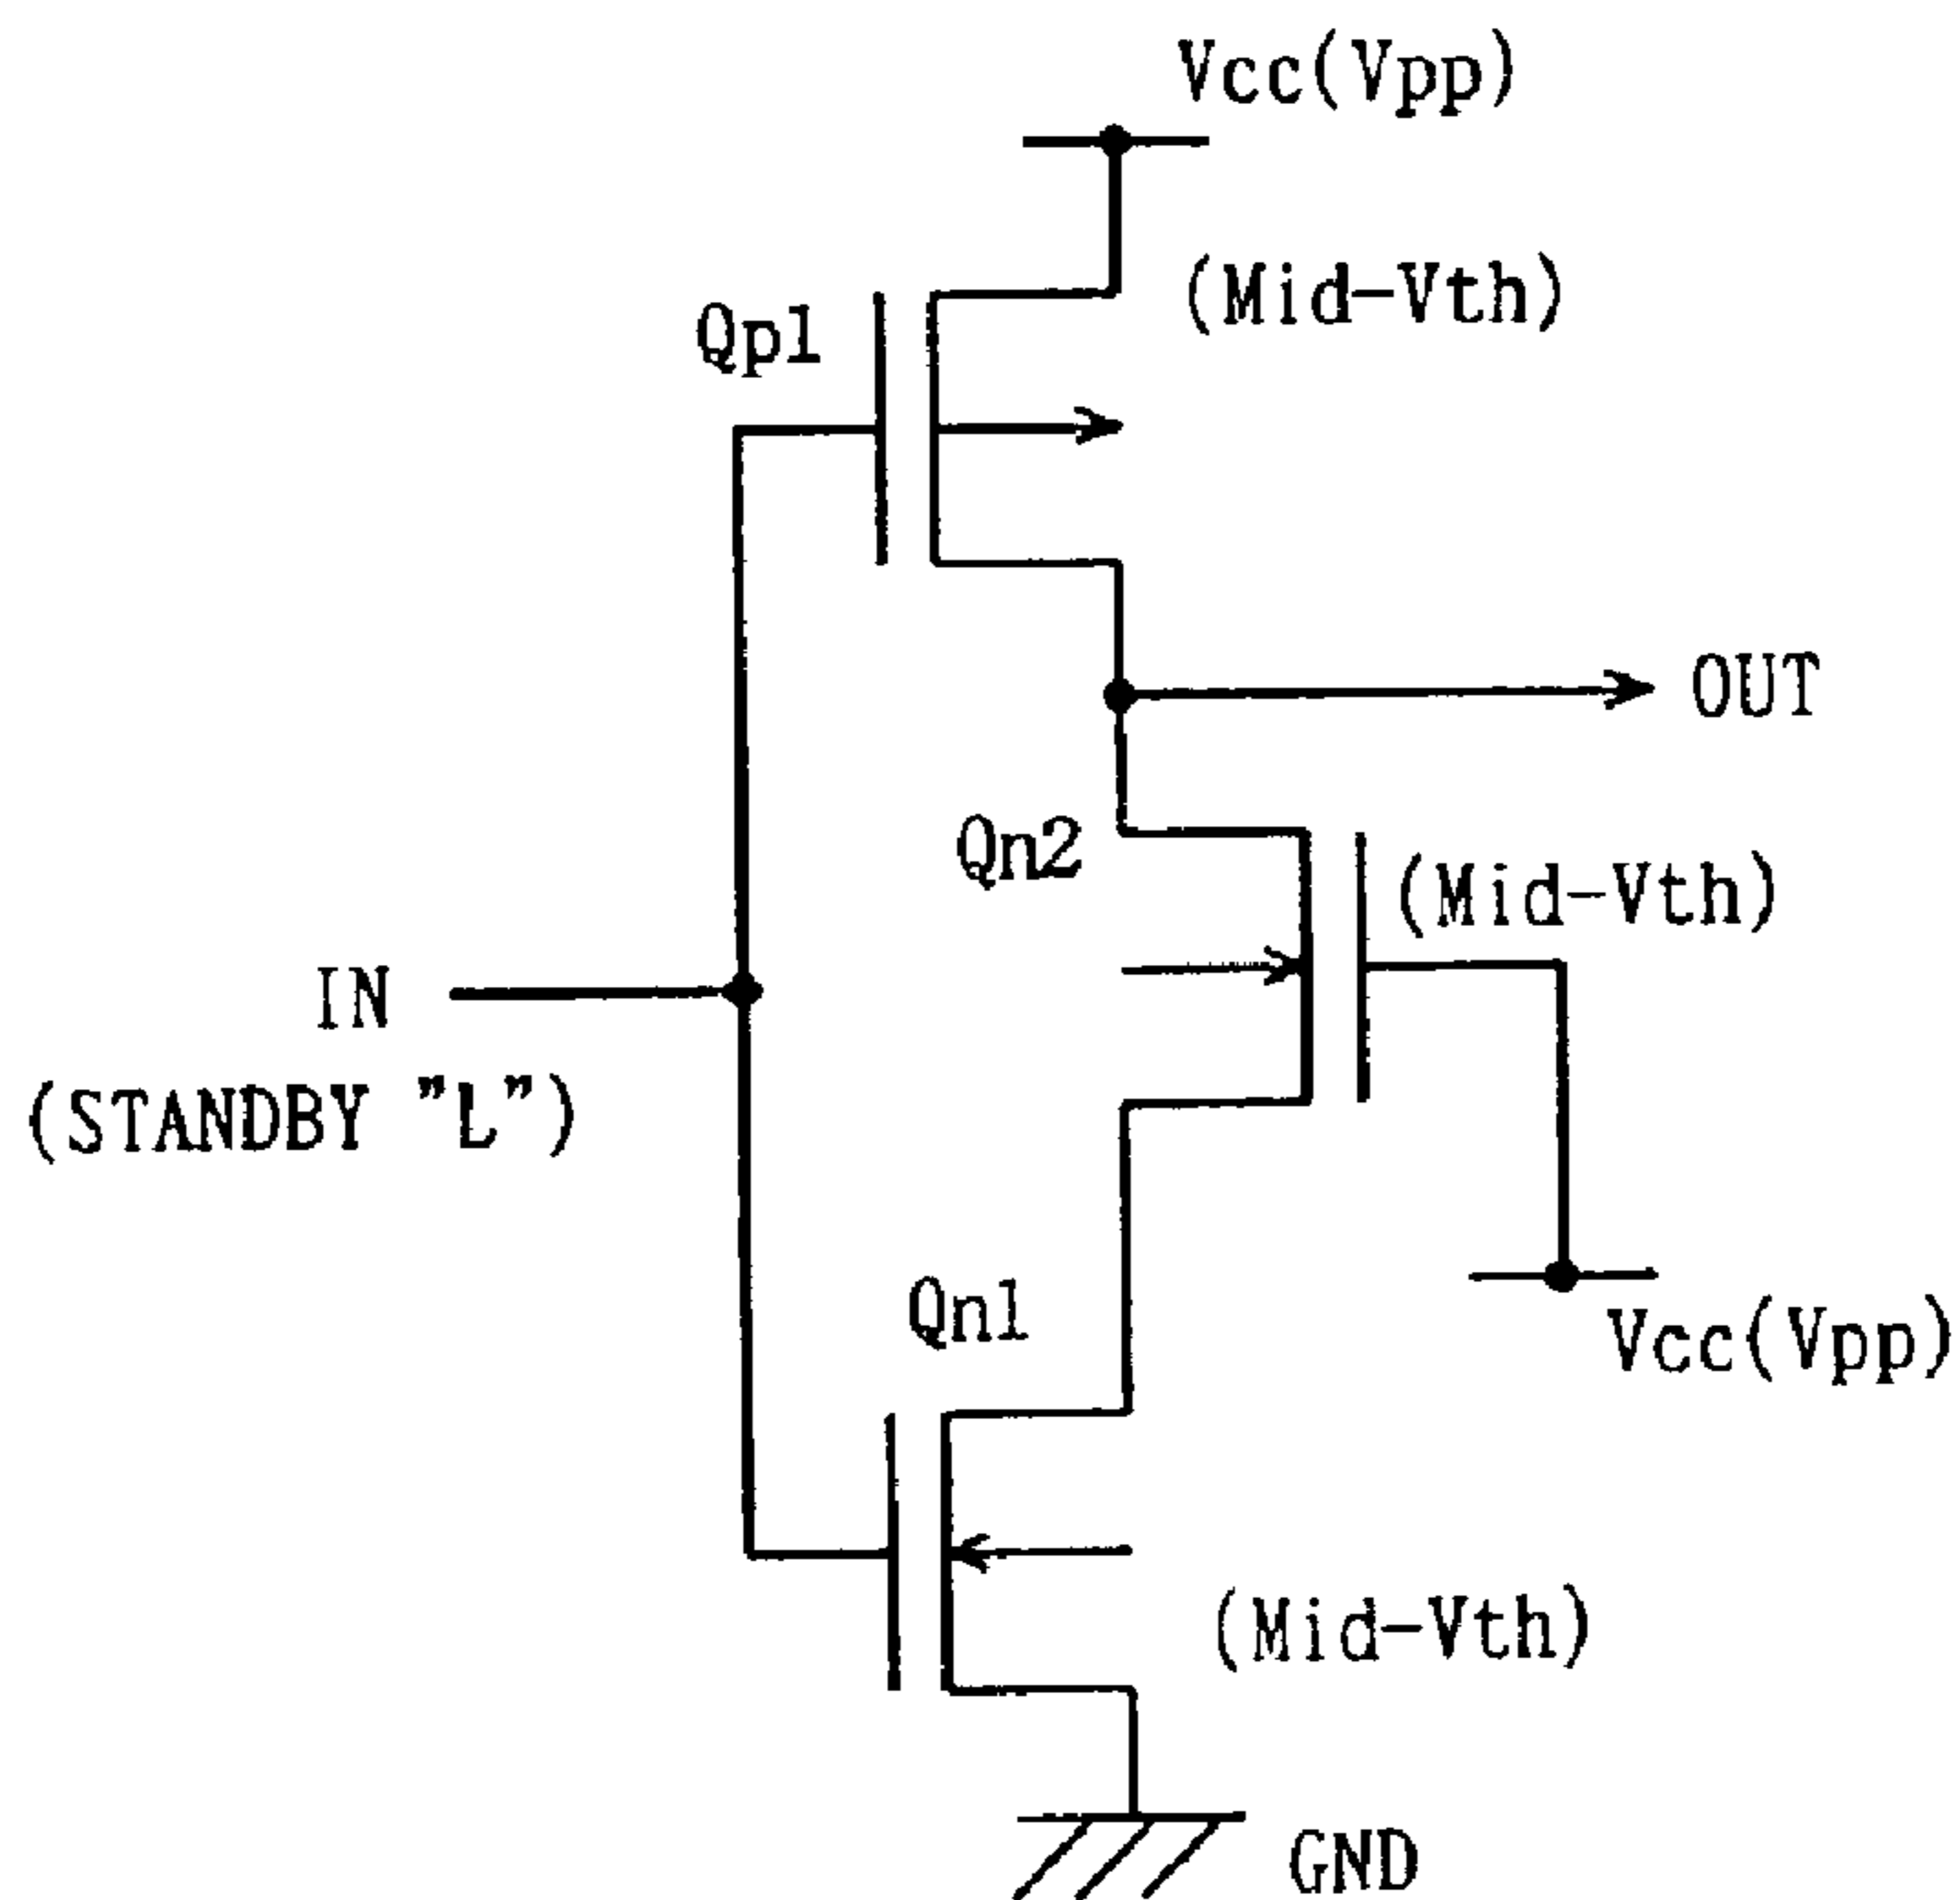 Vcc(Vpp)
(Mid-Vth)
Qp1
OUT
Qn2
(Mid-Vth)
IN
(STANDBY "L")
Qn1
Vcc(Vpp)
(Mid-Vth)
GND